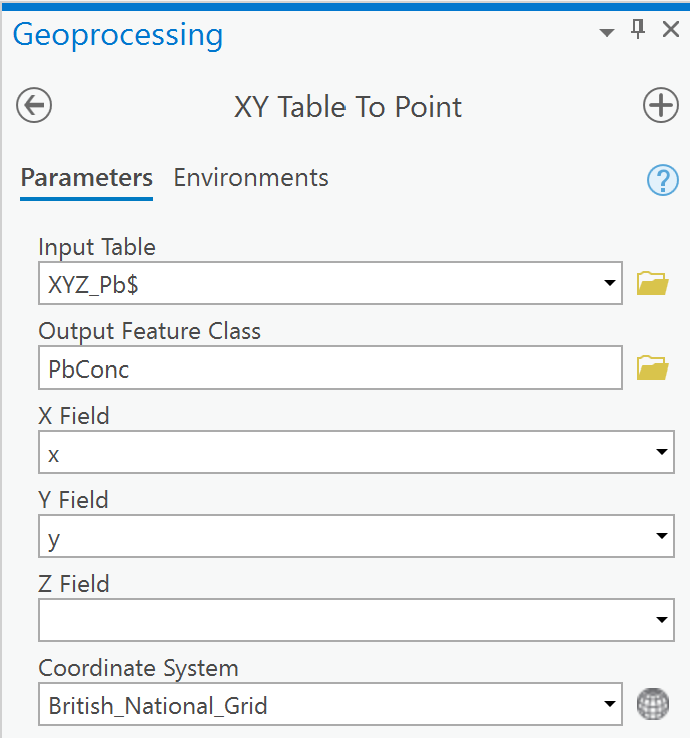 Geoprocessing
XY Table To Point
Parameters Environments
?
Input Table
XYZ_Pb$
Output Feature Class
PbConc
X Field
x
Y Field
y
Z Field
Coordinate System
British_National_Grid